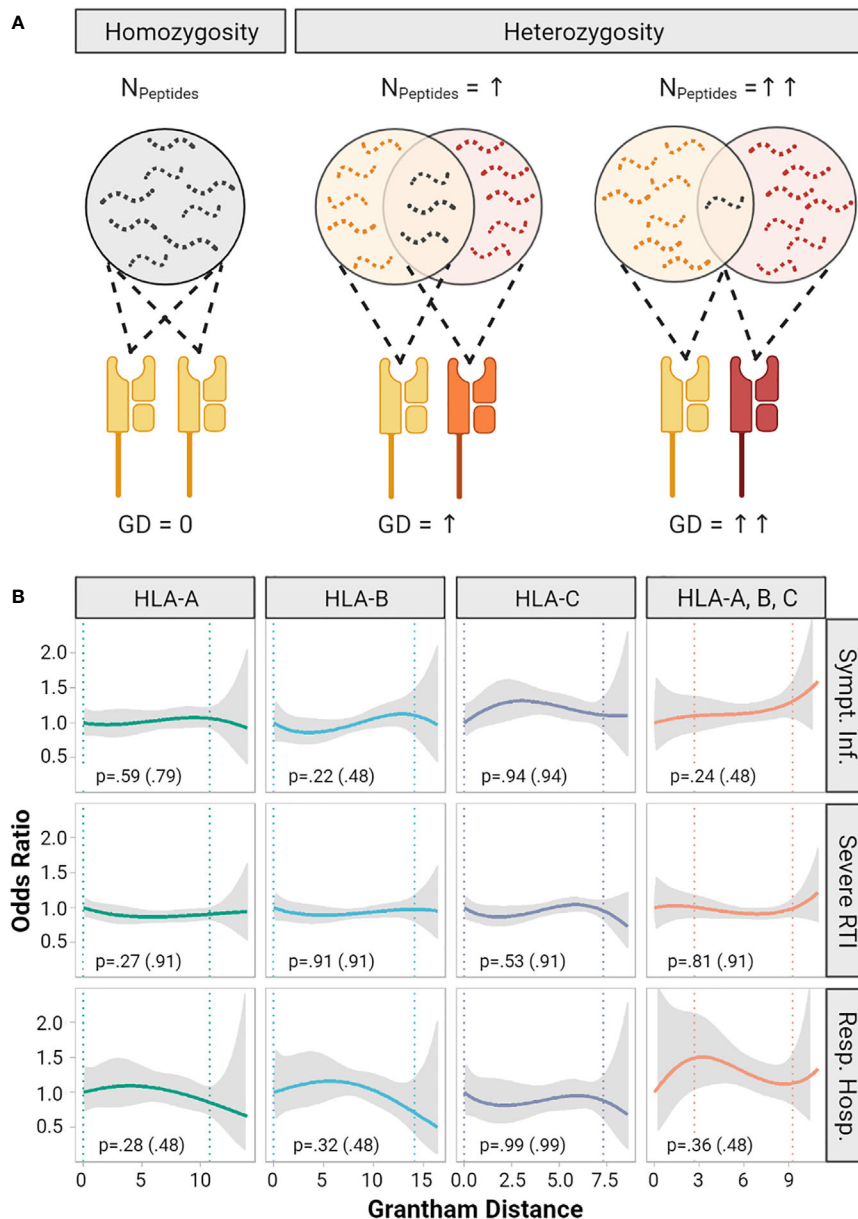 A
Homozygosity
Heterozygosity
NPeptides
NPeptides = ↑
NPeptides = ↑ ↑
GD = 0
GD = ↑
GD = ↑ ↑
B
HLA-A
HLA-B
HLA-C
HLA-A, B, C
2.0
1.5
1.0
0.5
p=.59 (.79)
p=.22 (.48)
p=.94 (.94)
p=.24 (.48)
Sympt. Inf.
Odds Ratio
2.0
1.5
1.0
0.5
p=.27 (.91)
p=.91 (.91)
p=.53 (.91)
p=.81 (.91)
Severe RTI
2.0
1.5
1.0
0.5
p=.28 (.48)
p=.32 (.48)
p=.99 (.99)
p=.36 (.48)
Resp. Hosp.
0 5 10
0 5 10 15
0.0 2.5 5.0 7.5
0 3 6 9
Grantham Distance